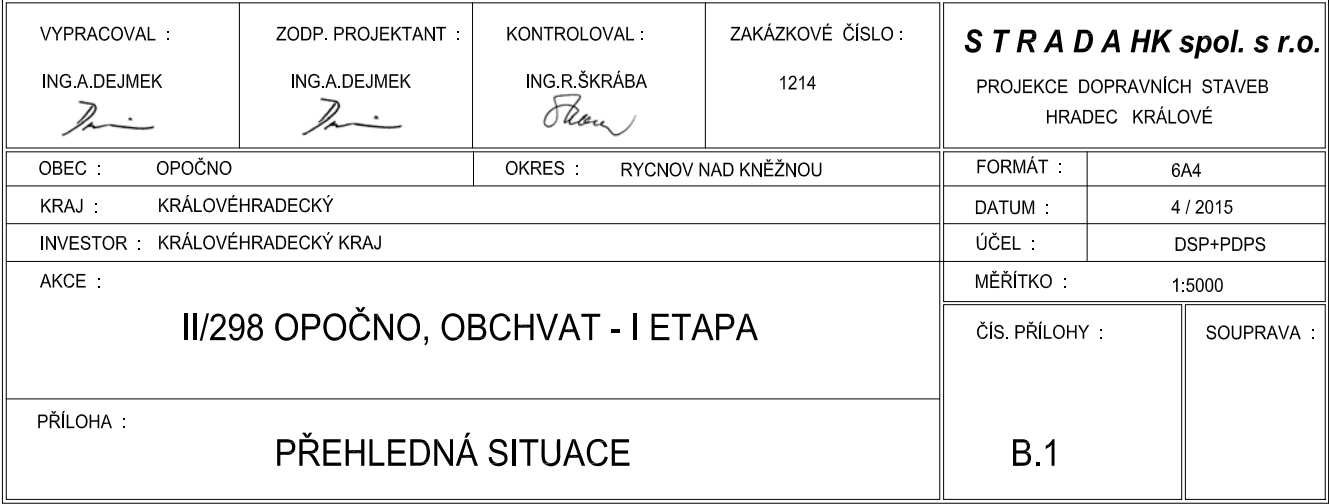 VYPRACOVAL :
ING.A.DEJMEK
ZODP. PROJEKTANT :
ING.A.DEJMEK
KONTROLOVAL :
ING.R.ŠKRÁBA
ZAKÁZKOVÉ ČÍSLO :
1214
S T R A D A HK spol. s r.o.
PROJEKCE DOPRAVNÍCH STAVEB
HRADEC KRÁLOVÉ
OBEC : OPOČNO
OKRES : RYCNOV NAD KNĚŽNOU
KRAJ : KRÁLOVÉHRADECKÝ
INVESTOR : KRÁLOVÉHRADECKÝ KRAJ
FORMÁT : 6A4
DATUM : 4 / 2015
ÚČEL : DSP+PDPS
MĚŘÍTKO : 1:5000
AKCE :
II/298 OPOČNO, OBCHVAT - I ETAPA
PŘÍLOHA :
PŘEHLEDNÁ SITUACE
ČÍS. PŘÍLOHY :
B.1
SOUPRAVA :